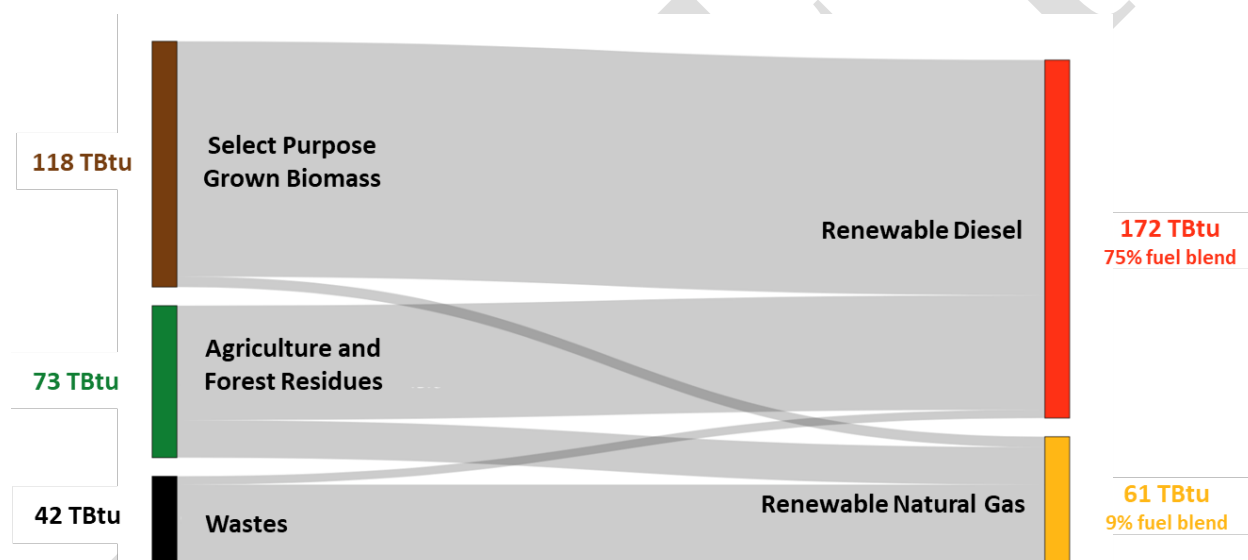 118 TBtu
Select Purpose
Grown Biomass
Renewable Diesel
172 TBtu
75% fuel blend
Agriculture and
Forest Residues
73 TBtu
42 TBtu
Wastes
Renewable Natural Gas
61 TBtu
9% fuel blend